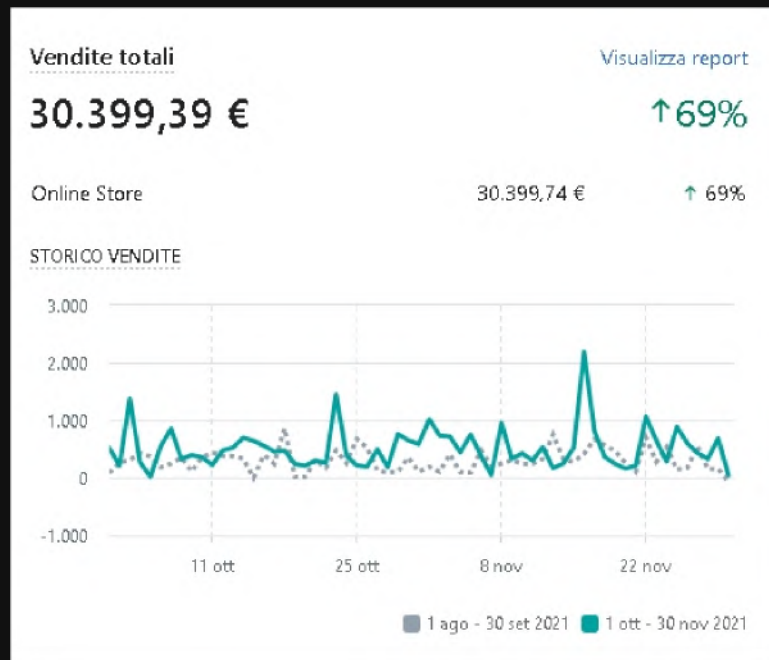 Vendite totali Visualizza report
30.399,39 € ↑69%
Online Store 30.399,74 € ↑ 69%
STORICO VENDITE
3.000
2.000
1.000
0
-1.000
11 ott 25 ott 8 nov 22 nov
1 ago - 30 set 2021 1 ott - 30 nov 2021